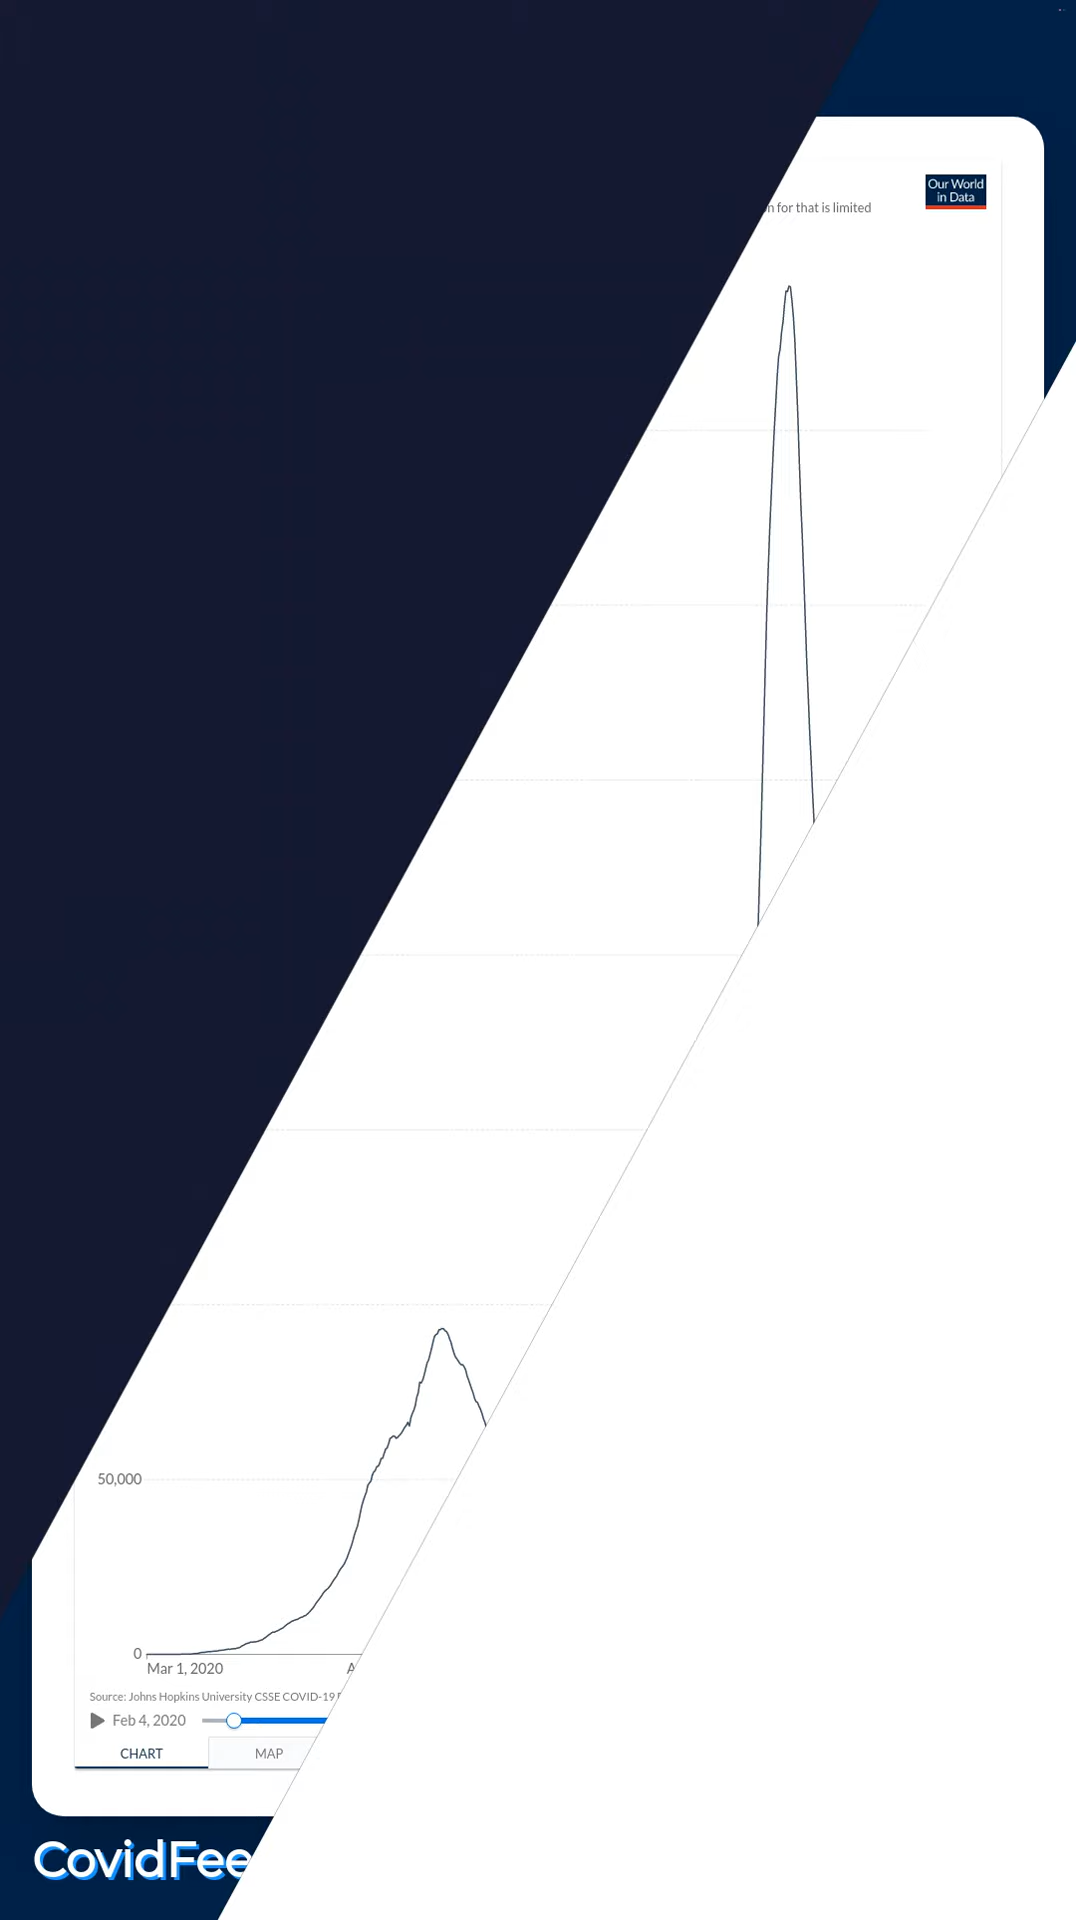 Our World
in Data
for that is limited
50,000
0
Mar 1, 2020
Source: Johns Hopkins University CSSE COVID-19
Feb 4, 2020
CHART
MAP
CovidFee